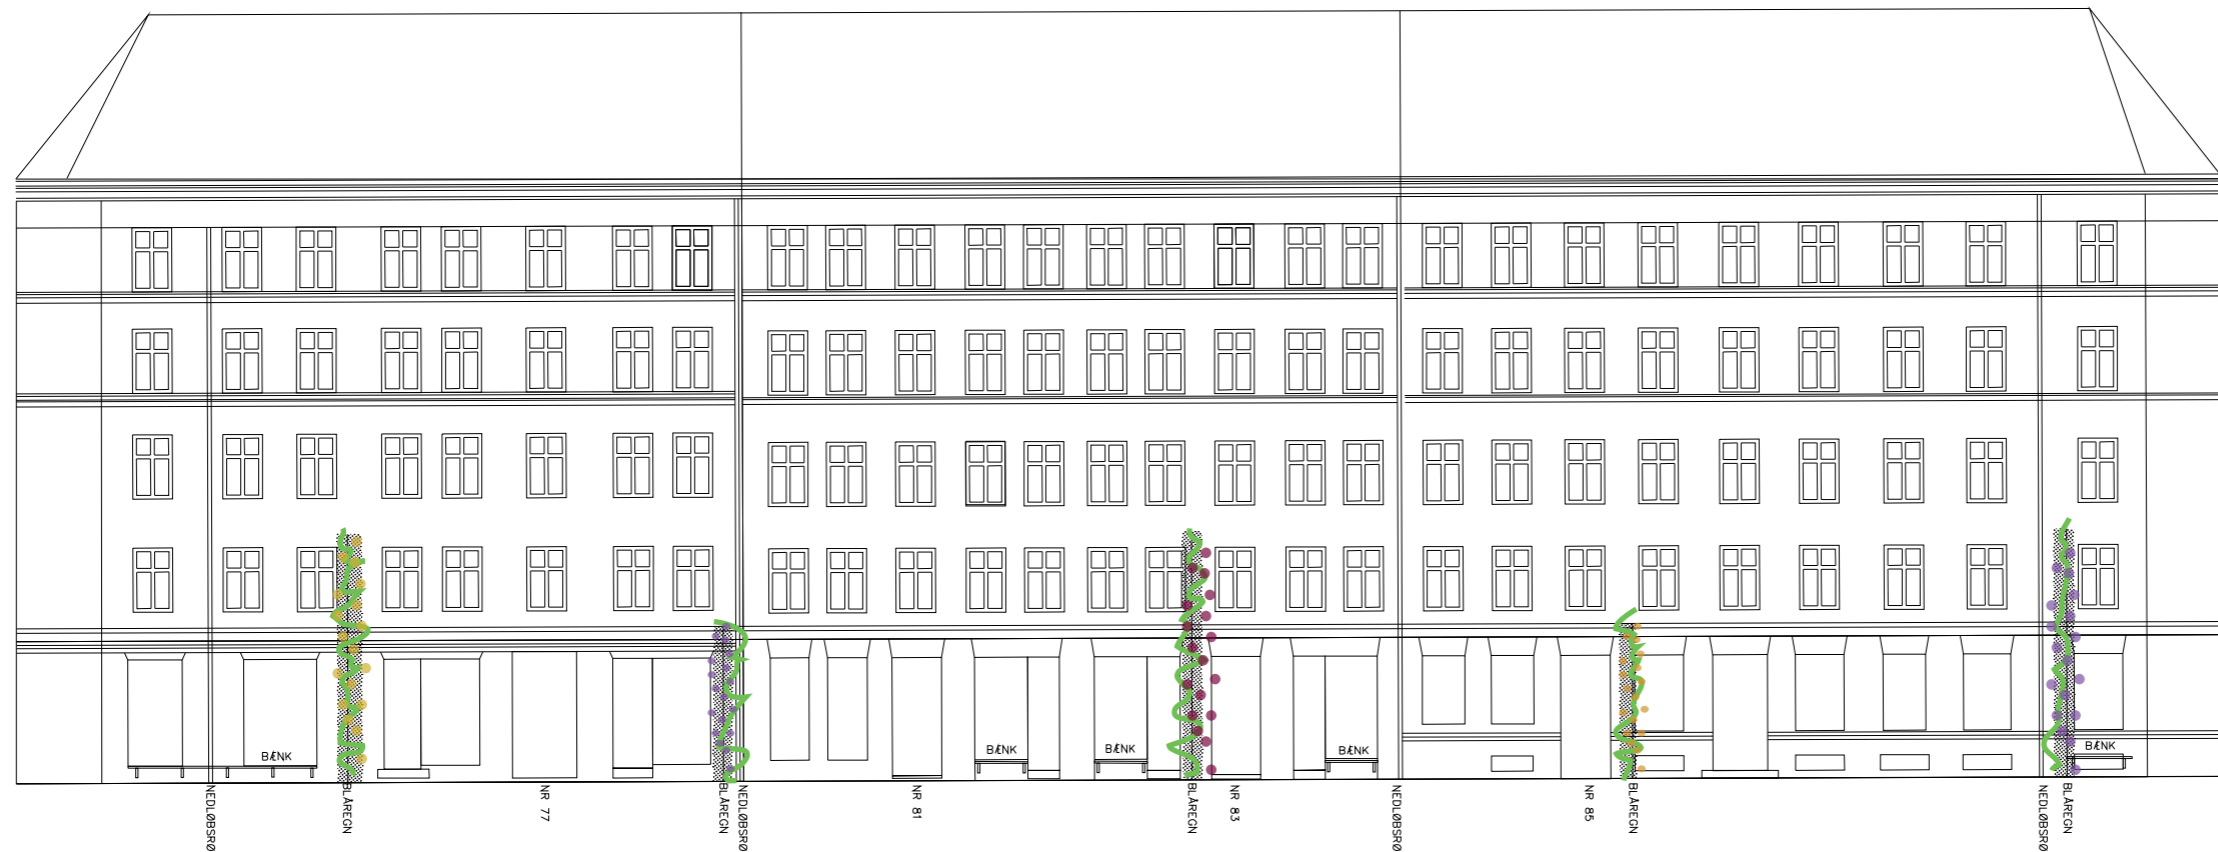 BÆNK
BÆNK
BÆNK
BÆNK
BÆNK
NEDLØBSRØ
BLÅREGN
NR 77
BLÅREGN
NEDLØBSRØ
NR 81
BLÅREGN
NR 83
NEDLØBSRØ
NR 85
BLÅREGN
NEDLØBSRØ
BLÅREGN